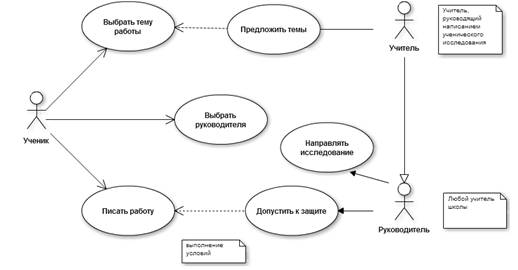 Выбрать тему
работы
Предложить темы
Учитель
Учитель,
руководящий
написанием
ученического
исследования
Ученик
Выбрать
руководителя
Направлять
исследование
Писать работу
Допустить к защите
Руководитель
Любой учитель
школы
выполнение
условий